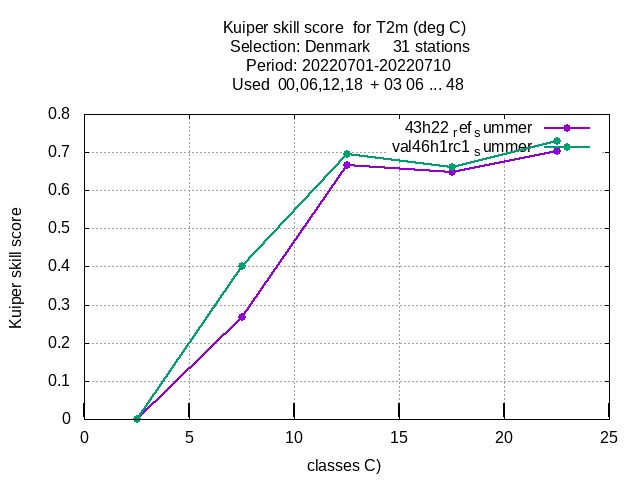 Kuiper skill score  for T2m (deg C)
Selection: Denmark     31 stations
Period: 20220701-20220710
Used  00,06,12,18  + 03 06 ... 48
0.8
0.7
0.6
0.5
0.4
0.3
0.2
0.1
0
Kuiper skill score
43h22_ref_summer
val46h1rc1_summer
0 5 10 15 20 25
classes C)